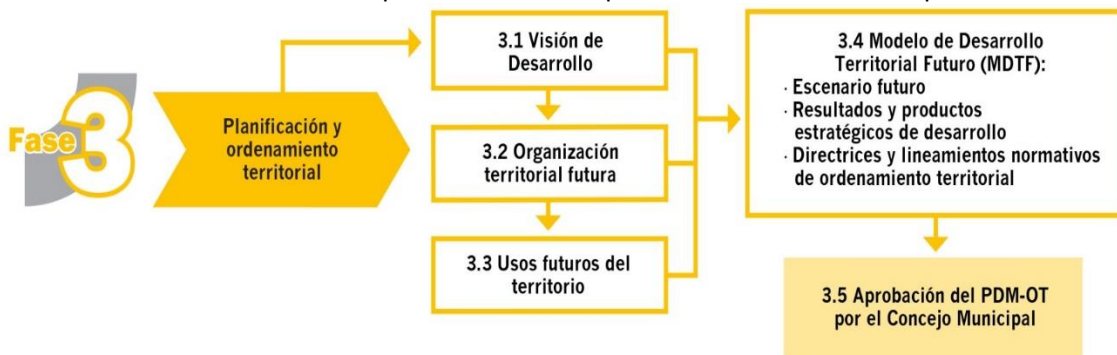 Fase 3
Planificación y
ordenamiento
territorial
3.1 Visión de
Desarrollo
3.2 Organización
territorial futura
3.3 Usos futuros del
territorio
3.4 Modelo de Desarrollo
Territorial Futuro (MDTF):
· Escenario futuro
· Resultados y productos
estratégicos de desarrollo
· Directrices y lineamientos normativos
de ordenamiento territorial
3.5 Aprobación del PDM-OT
por el Concejo Municipal